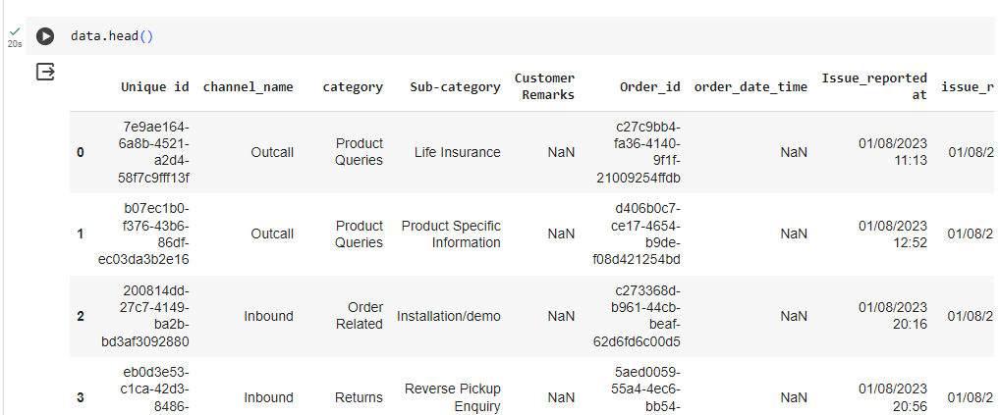 20s
data.head()
Unique id channel_name category Sub-category Customer Remarks Order_id order_date_time Issue_reported at issue_r
0 7e9ae164-6a8b-4521-a2d4-58f7c9fff13f Outcall Product Queries Life Insurance NaN c27c9bb4-fa36-4140-9f1f-21009254ffdb NaN 01/08/2023 11:13 01/08/2
1 b07ec1b0-f376-43b6-86df-ec03da3b2e16 Outcall Product Queries Product Specific Information NaN d406b0c7-ce17-4654-b9de-f08d421254bd NaN 01/08/2023 12:52 01/08/2
2 200814dd-27c7-4149-ba2b-bd3af3092880 Inbound Order Related Installation/demo NaN c273368d-b961-44cb-beaf-62d6fd6c00d5 NaN 01/08/2023 20:16 01/08/2
3 eb0d3e53-c1ca-42d3-8486- Inbound Returns Reverse Pickup Enquiry NaN 5aed0059-55a4-4ec6-bb54- NaN 01/08/2023 20:56 01/08/2